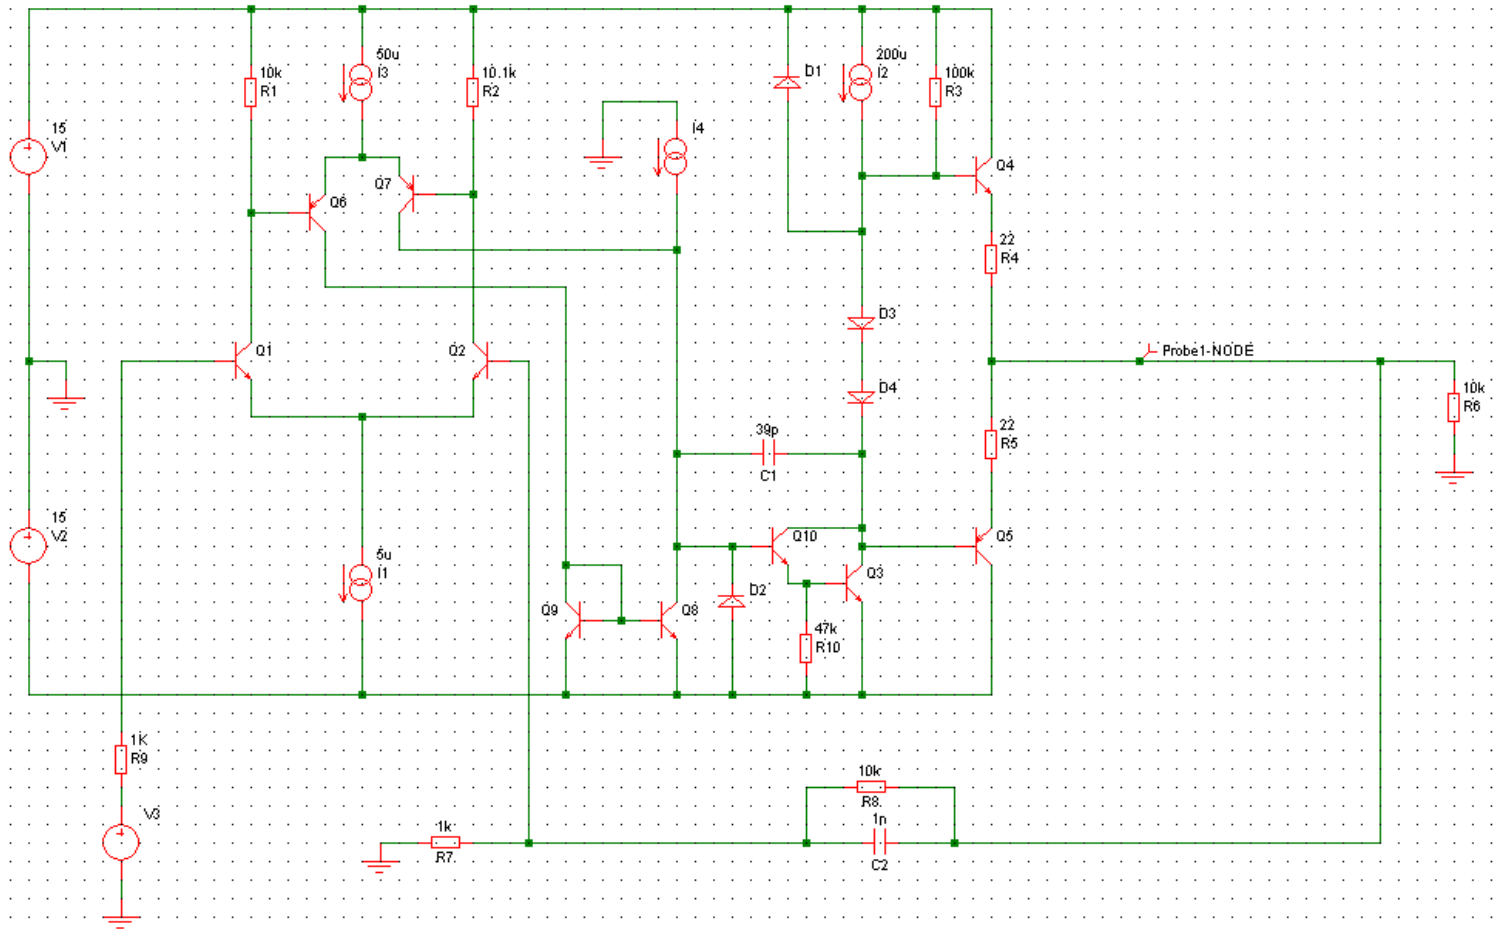 50u
I3
10k
R1
10.1k
R2
D1
200u
I2
100k
R3
15
V1
I4
Q4
Q7
Q6
22
R4
D3
Q1
Q2
Probe1-NODE
D4
10k
R6
39p
C1
22
R5
15
V2
Q10
Q5
5u
I1
Q3
D2
Q9
Q8
47k
R10
1K
R9
10k
R8
V3
1k
R7
1n
C2